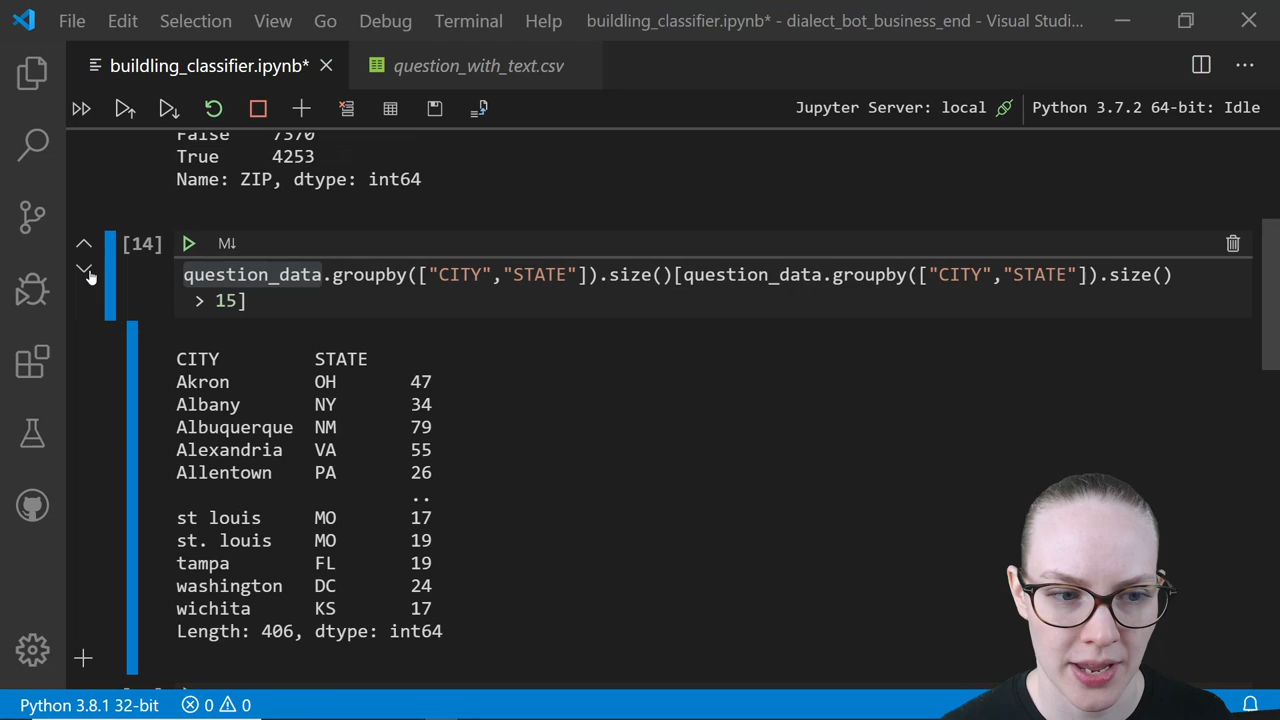 File Edit Selection View Go Debug Terminal Help buildling_classifier.ipynb* - dialect_bot_business_end - Visual Studi...
buildling_classifier.ipynb* question_with_text.csv
Jupyter Server: local Python 3.7.2 64-bit: Idle
False 7370
True 4253
Name: ZIP, dtype: int64
[14] M↓
question_data.groupby(["CITY","STATE"]).size()[question_data.groupby(["CITY","STATE"]).size()
> 15]
CITY STATE
Akron OH 47
Albany NY 34
Albuquerque NM 79
Alexandria VA 55
Allentown PA 26
..
st louis MO 17
st. louis MO 19
tampa FL 19
washington DC 24
wichita KS 17
Length: 406, dtype: int64
Python 3.8.1 32-bit 0 0